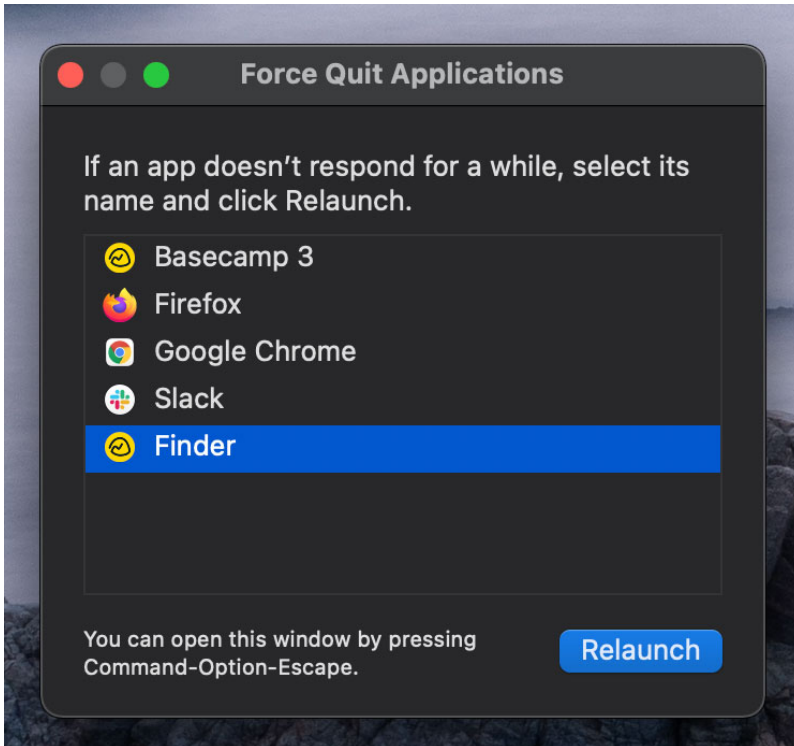 Force Quit Applications
If an app doesn’t respond for a while, select its
name and click Relaunch.
Basecamp 3
Firefox
Google Chrome
Slack
Finder
You can open this window by pressing
Command-Option-Escape.
Relaunch